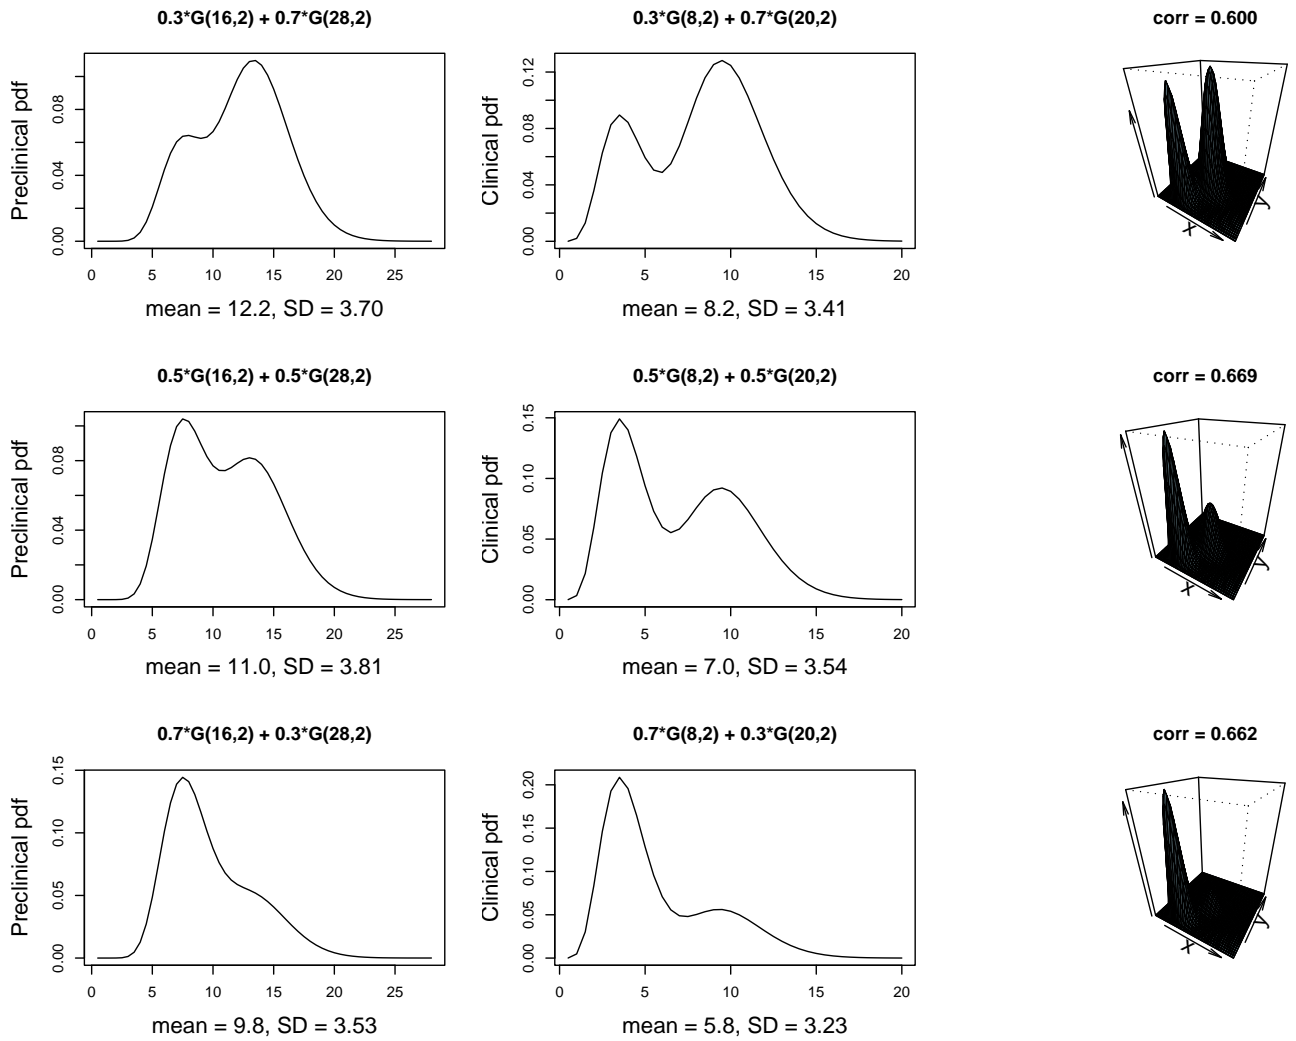 0.3*G(16,2) + 0.7*G(28,2)
0.3*G(8,2) + 0.7*G(20,2)
corr = 0.600
Preclinical pdf
0.00 0.04 0.08
0 5 10 15 20 25
mean = 12.2, SD = 3.70
Clinical pdf
0.00 0.04 0.08 0.12
0 5 10 15 20
mean = 8.2, SD = 3.41
X
Y
0.5*G(16,2) + 0.5*G(28,2)
0.5*G(8,2) + 0.5*G(20,2)
corr = 0.669
Preclinical pdf
0.00 0.04 0.08
0 5 10 15 20 25
mean = 11.0, SD = 3.81
Clinical pdf
0.00 0.05 0.10 0.15
0 5 10 15 20
mean = 7.0, SD = 3.54
X
Y
0.7*G(16,2) + 0.3*G(28,2)
0.7*G(8,2) + 0.3*G(20,2)
corr = 0.662
Preclinical pdf
0.00 0.05 0.10 0.15
0 5 10 15 20 25
mean = 9.8, SD = 3.53
Clinical pdf
0.00 0.05 0.10 0.15 0.20
0 5 10 15 20
mean = 5.8, SD = 3.23
X
Y